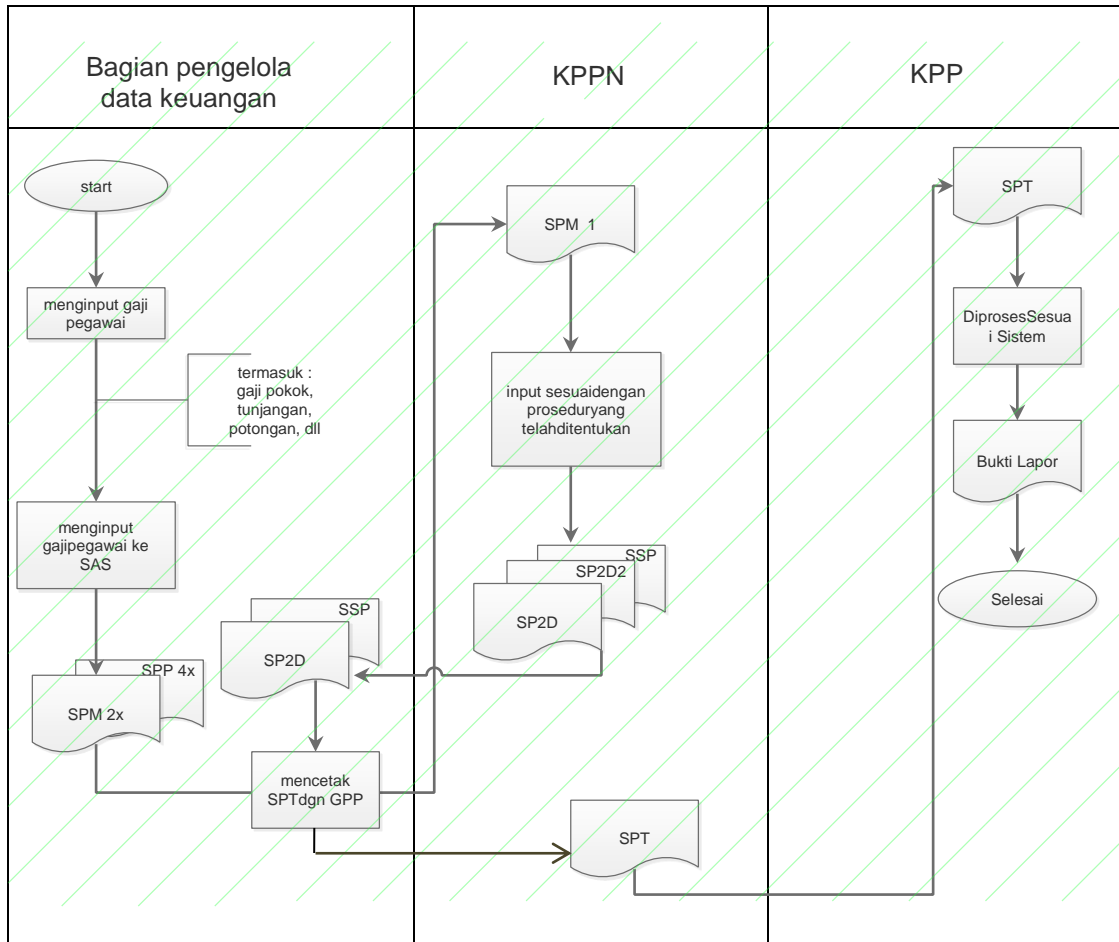 Bagian pengelola
data keuangan
KPPN
KPP
start
menginput gaji
pegawai
termasuk :
gaji pokok,
tunjangan,
potongan, dll
menginput
gajipegawai ke
SAS
SPP 4x
SPM 2x
SSP
SP2D
mencetak
SPTdgn GPP
SPM  1
input sesuaidengan
proseduryang
telahditentukan
SSP
SP2D2
SP2D
SPT
SPT
DiprosesSesua
i Sistem
Bukti Lapor
Selesai